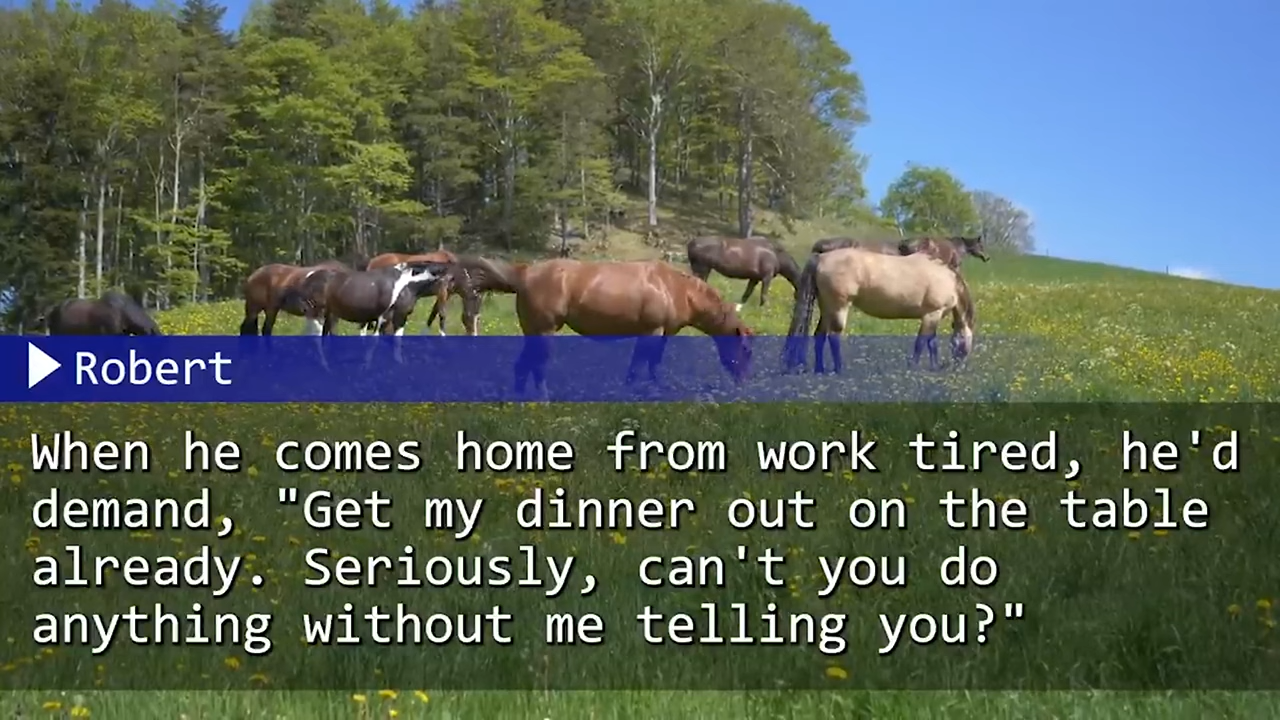 Robert
When he comes home from work tired, he'd
demand, "Get my dinner out on the table
already. Seriously, can't you do
anything without me telling you?"